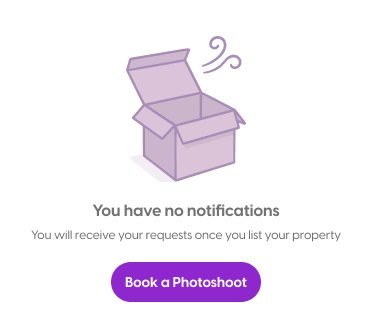 You have no notifications
You will receive your requests once you list your property
Book a Photoshoot